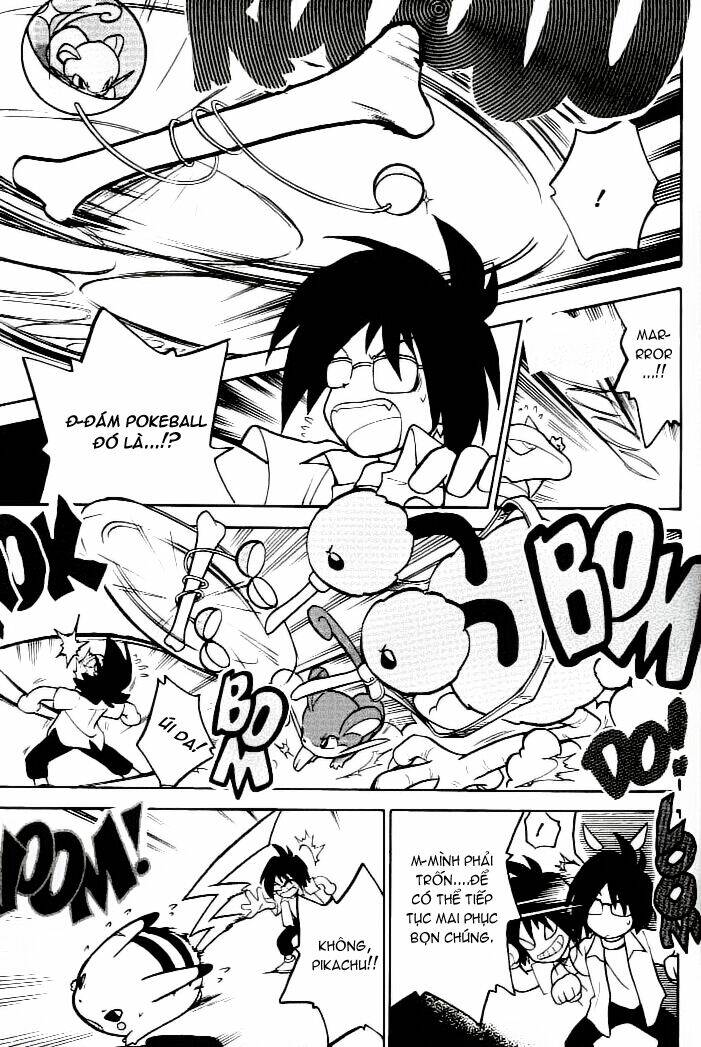 !
MAR-
RROR
...!!
Đ-ĐÁM POKEBALL
ĐÓ LÀ...!?
BOM
BOM
ÚI DA!
DO!
!
M-MÌNH PHẢI
TRỐN....ĐỂ
CÓ THỂ TIẾP
TỤC MAI PHỤC
BỌN CHÚNG.
KHÔNG,
PIKACHU!!